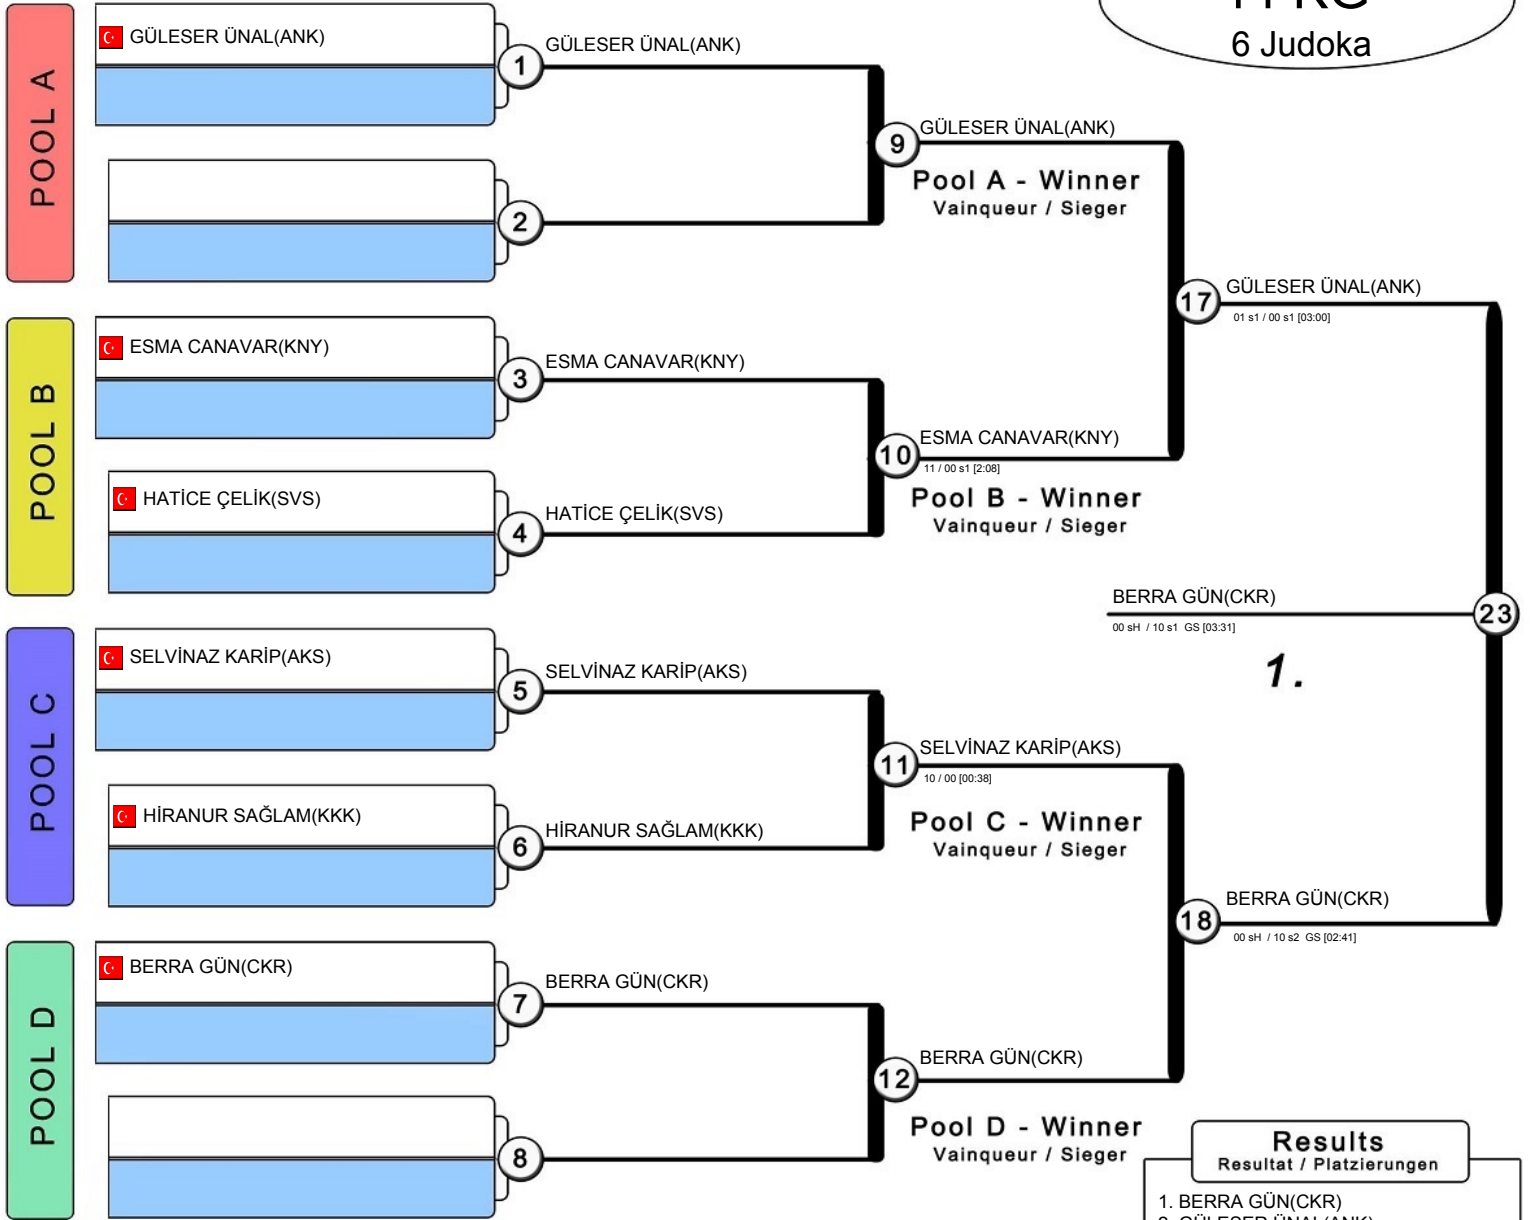 6 Judoka
POOL A
GÜLESER ÜNAL(ANK)
1
GÜLESER ÜNAL(ANK)
2
9
GÜLESER ÜNAL(ANK)
Pool A - Winner
Vainqueur / Sieger
17
GÜLESER ÜNAL(ANK)
01 s1 / 00 s1 [03:00]
POOL B
ESMA CANAVAR(KNY)
3
ESMA CANAVAR(KNY)
HATİCE ÇELİK(SVS)
4
HATİCE ÇELİK(SVS)
10
ESMA CANAVAR(KNY)
11 / 00 s1 [2:08]
Pool B - Winner
Vainqueur / Sieger
BERRA GÜN(CKR)
00 sH / 10 s1 GS [03:31]
23
1.
POOL C
SELVİNAZ KARİP(AKS)
5
SELVİNAZ KARİP(AKS)
HİRANUR SAĞLAM(KKK)
6
HİRANUR SAĞLAM(KKK)
11
SELVİNAZ KARİP(AKS)
10 / 00 [00:38]
Pool C - Winner
Vainqueur / Sieger
18
BERRA GÜN(CKR)
00 sH / 10 s2 GS [02:41]
POOL D
BERRA GÜN(CKR)
7
BERRA GÜN(CKR)
8
12
BERRA GÜN(CKR)
Pool D - Winner
Vainqueur / Sieger
Results
Resultat / Platzierungen
1. BERRA GÜN(CKR)
2. GÜLESER ÜNAL(ANK)